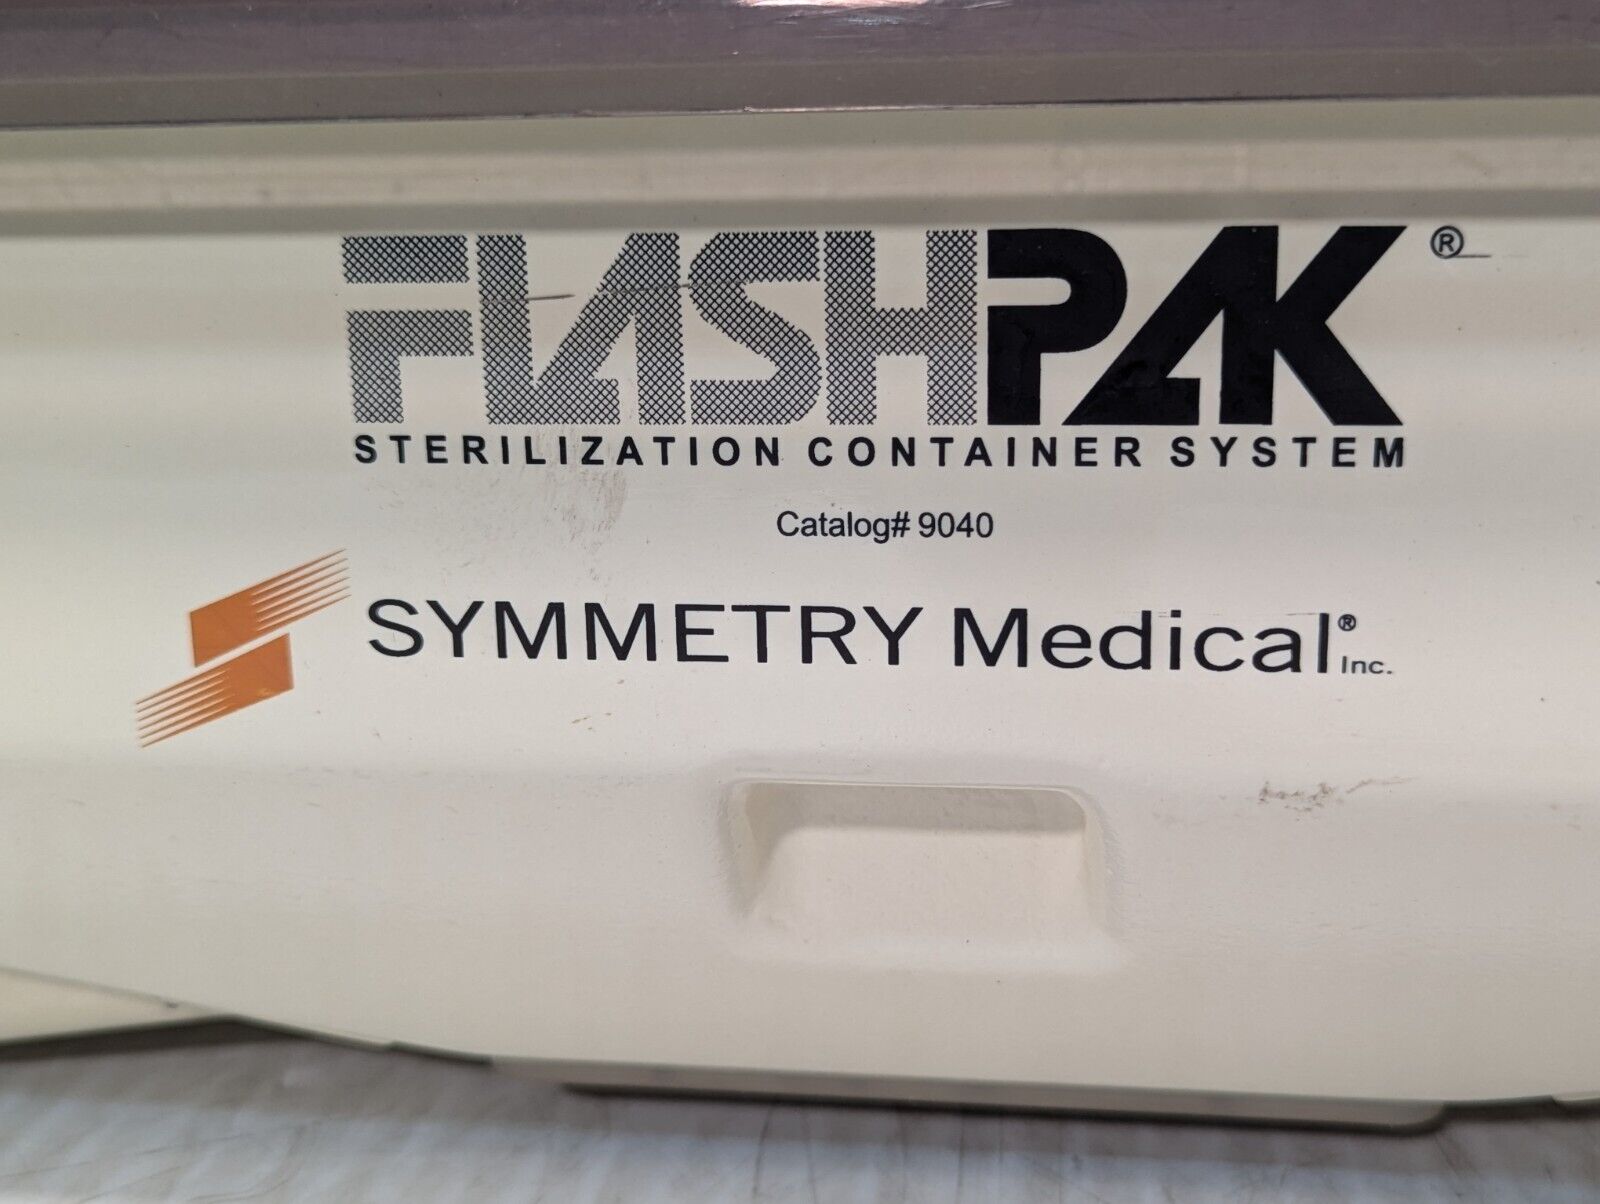 FLASHPAK®
STERILIZATION CONTAINER SYSTEM
Catalog# 9040
SYMMETRY Medical® Inc.